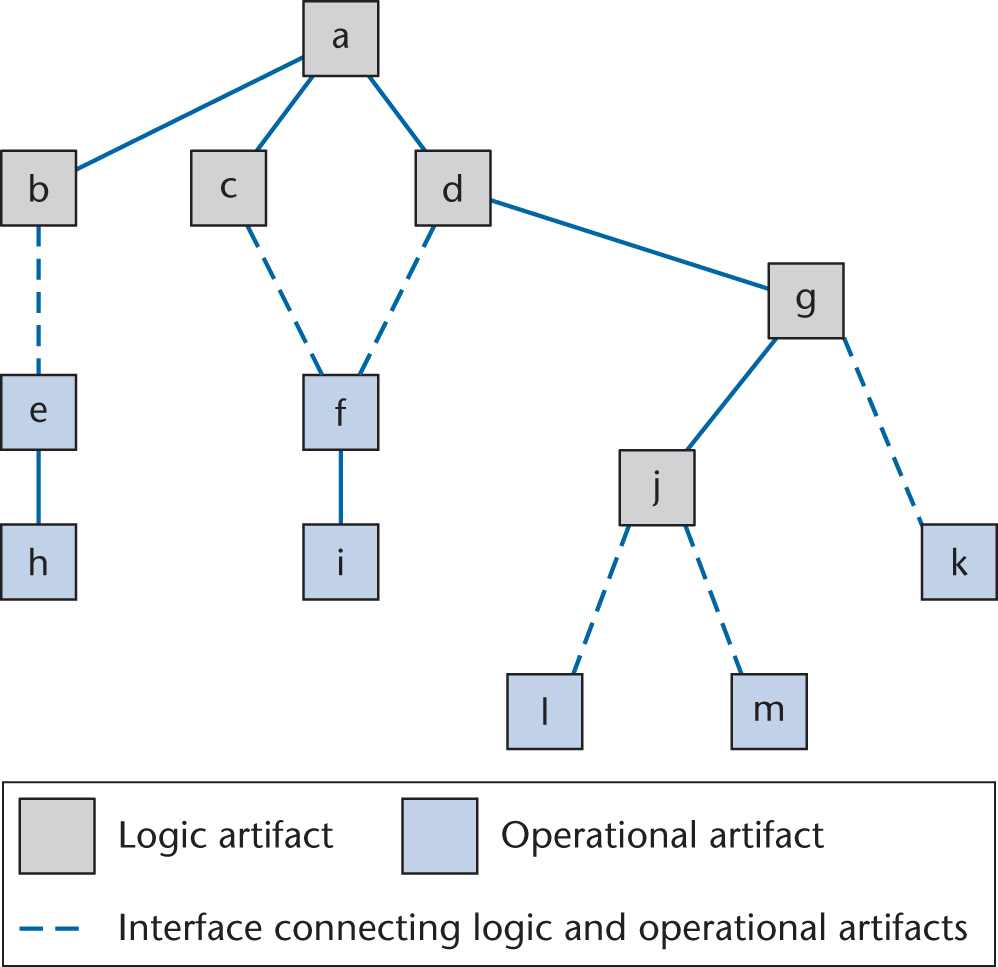 a
b
c
d
g
e
f
j
h
i
k
l
m
Logic artifact
Operational artifact
Interface connecting logic and operational artifacts